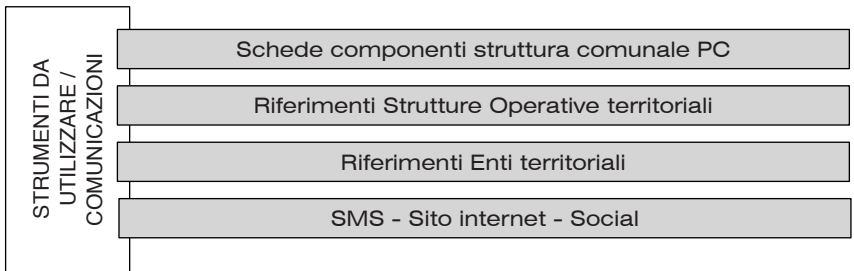 STRUMENTI DA
UTILIZZARE /
COMUNICAZIONI
Schede componenti struttura comunale PC
Riferimenti Strutture Operative territoriali
Riferimenti Enti territoriali
SMS - Sito internet - Social